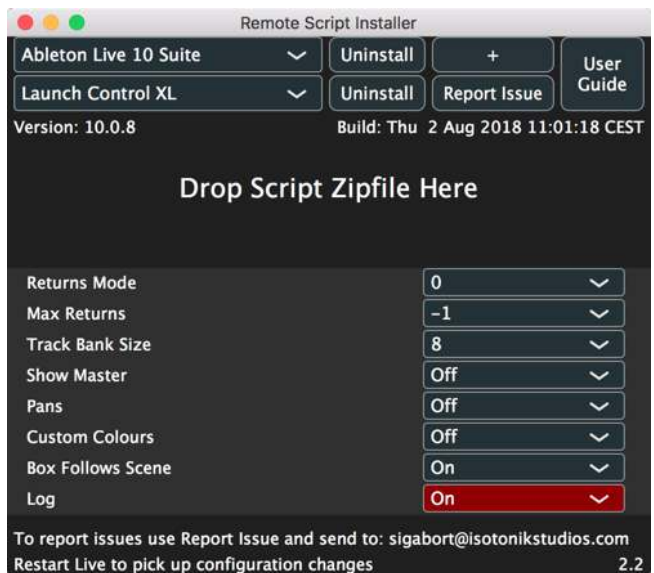 Remote Script Installer
Ableton Live 10 Suite Uninstall + User Guide
Launch Control XL Uninstall Report Issue
Version: 10.0.8 Build: Thu 2 Aug 2018 11:01:18 CEST
Drop Script Zipfile Here
Returns Mode 0
Max Returns -1
Track Bank Size 8
Show Master Off
Pans Off
Custom Colours Off
Box Follows Scene On
Log On
To report issues use Report Issue and send to: sigabort@isotonikstudios.com
Restart Live to pick up configuration changes 2.2